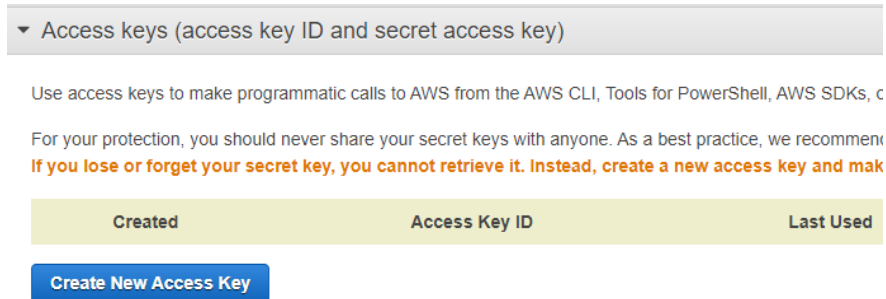 Access keys (access key ID and secret access key)
Use access keys to make programmatic calls to AWS from the AWS CLI, Tools for PowerShell, AWS SDKs,
For your protection, you should never share your secret keys with anyone. As a best practice, we recommend
If you lose or forget your secret key, you cannot retrieve it. Instead, create a new access key and
Created Access Key ID Last Used
Create New Access Key